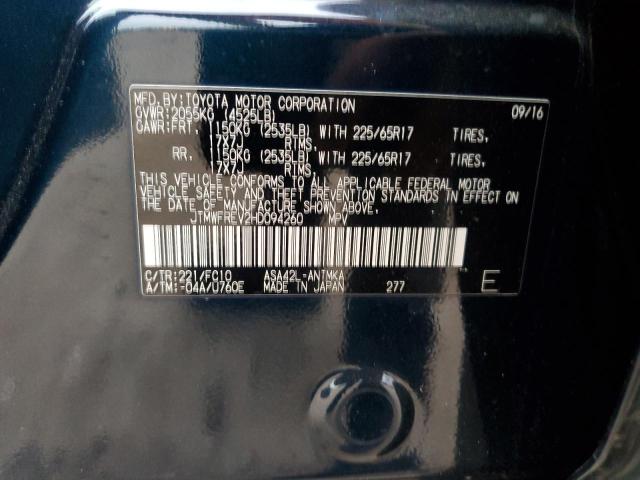 MFD.BY:TOYOTA MOTOR CORPORATION 09/16
GVWR:2055KG (4525LB)
GAWR:FRT. 1150KG (2535LB) WITH 225/65R17 TIRES,
17X7J RIMS,
RR. 1150KG (2535LB) WITH 225/65R17 TIRES,
17X7J RIMS,
THIS VEHICLE CONFORMS TO ALL APPLICABLE FEDERAL MOTOR
VEHICLE SAFETY AND THEFT PREVENTION STANDARDS IN EFFECT ON
THE DATE OF MANUFACTURE SHOWN ABOVE.
JTMWFREV2HD094260 MPV
C/TR:221/FC10 ASA42L-ANTMKA
A/TM:-04A/U760E MADE IN JAPAN 277 E